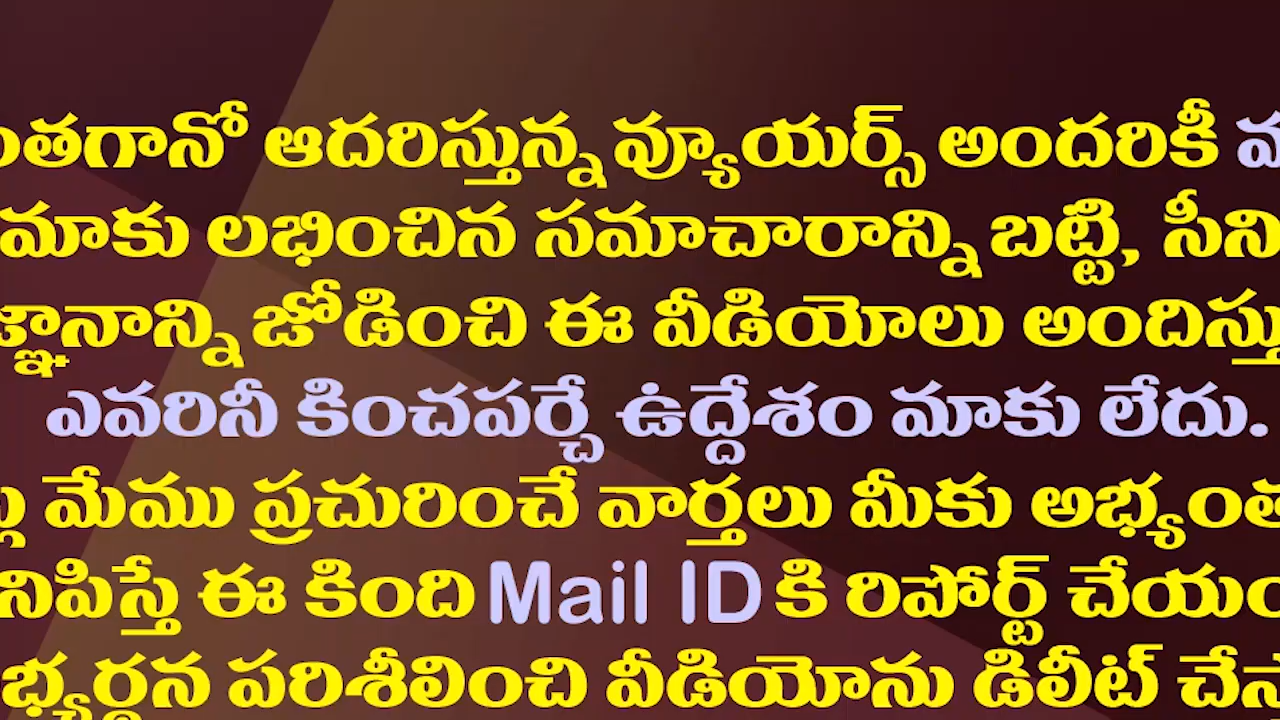 ఆదరిస్తున్న వ్యూయర్స్ అందరికీ
మాకు లభించిన సమాచారాన్ని బట్టి,
జోడించి ఈ వీడియోలు
ఎవరినీ కించపర్చే ఉద్దేశం మాకు లేదు.
మేము ప్రచురించే వార్తలు మీకు
ఈ కింది Mail ID కి రిపోర్ట్
పరిశీలించి వీడియోను డిలీట్